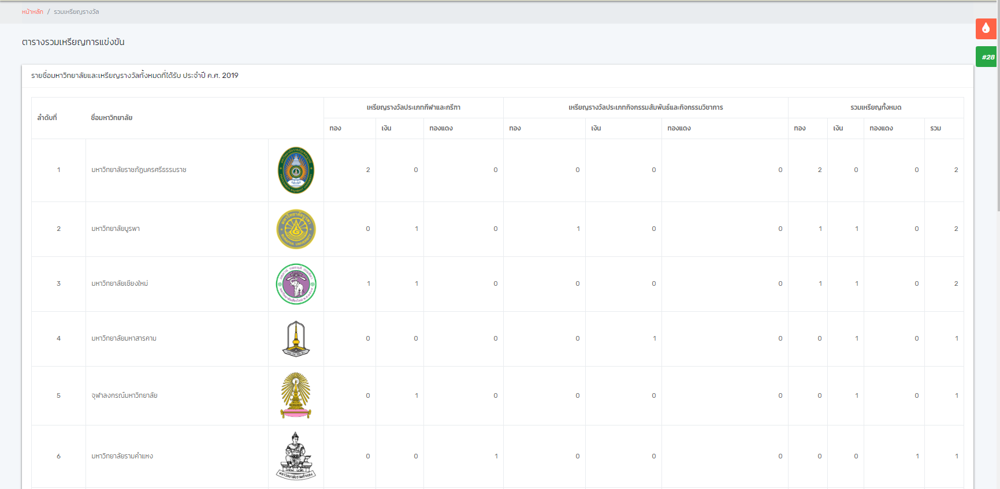 หน้าหลัก / รวมเหรียญรางวัล
#28
ตารางรวมเหรียญการแข่งขัน
รายชื่อมหาวิทยาลัยและเหรียญรางวัลทั้งหมดที่ได้รับ ประจำปี ค.ศ. 2019
ลำดับที่ ชื่อมหาวิทยาลัย เหรียญรางวัลประเภทกีฬาและกรีฑา เหรียญรางวัลประเภทกิจกรรมสัมพันธ์และกิจกรรมวิชาการ รวมเหรียญทั้งหมด
ทอง เงิน ทองแดง ทอง เงิน ทองแดง ทอง เงิน ทองแดง รวม
1 มหาวิทยาลัยราชภัฏนครศรีธรรมราช 2 0 0 0 0 0 2 0 0 2
2 มหาวิทยาลัยบูรพา 0 1 0 1 0 0 1 1 0 2
3 มหาวิทยาลัยเชียงใหม่ 1 1 0 0 0 0 1 1 0 2
4 มหาวิทยาลัยมหาสารคาม 0 0 0 0 1 0 0 1 0 1
5 จุฬาลงกรณ์มหาวิทยาลัย 0 1 0 0 0 0 0 1 0 1
6 มหาวิทยาลัยรามคำแหง 0 0 1 0 0 0 0 0 1 1